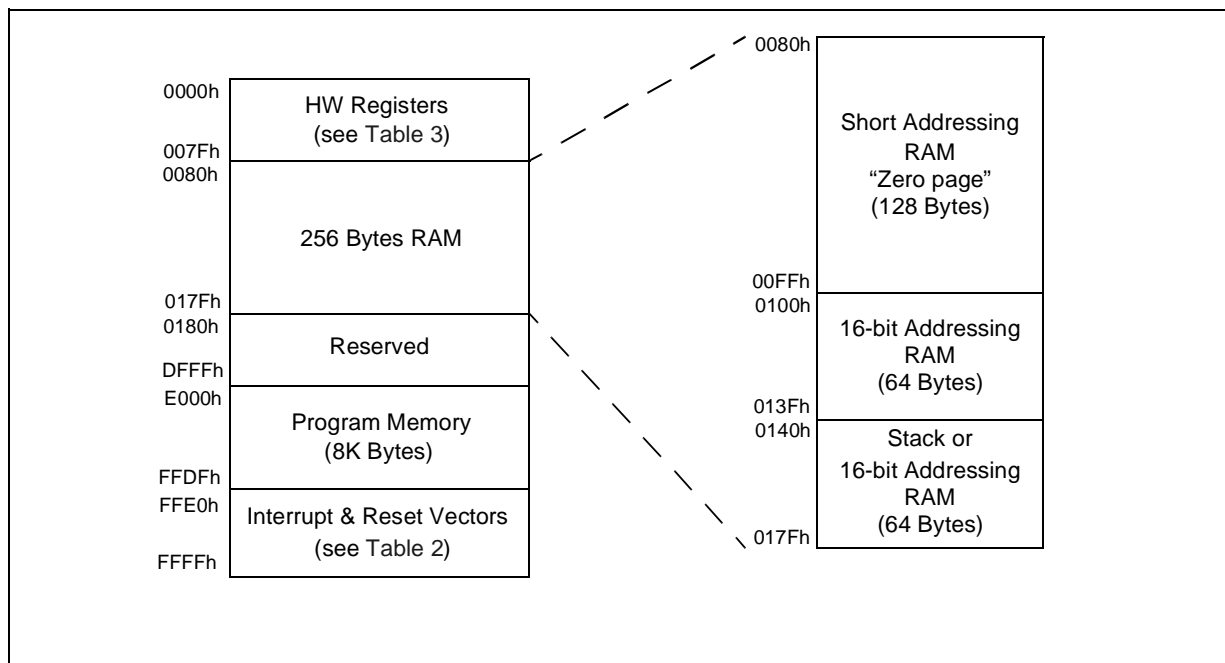 0000h
HW Registers
(see Table 3)
007Fh
0080h
256 Bytes RAM
017Fh
0180h
Reserved
DFFFh
E000h
Program Memory
(8K Bytes)
FFDFh
FFE0h
Interrupt & Reset Vectors
(see Table 2)
FFFFh
0080h
Short Addressing
RAM
“Zero page”
(128 Bytes)
00FFh
0100h
16-bit Addressing
RAM
(64 Bytes)
013Fh
0140h
Stack or
16-bit Addressing
RAM
(64 Bytes)
017Fh